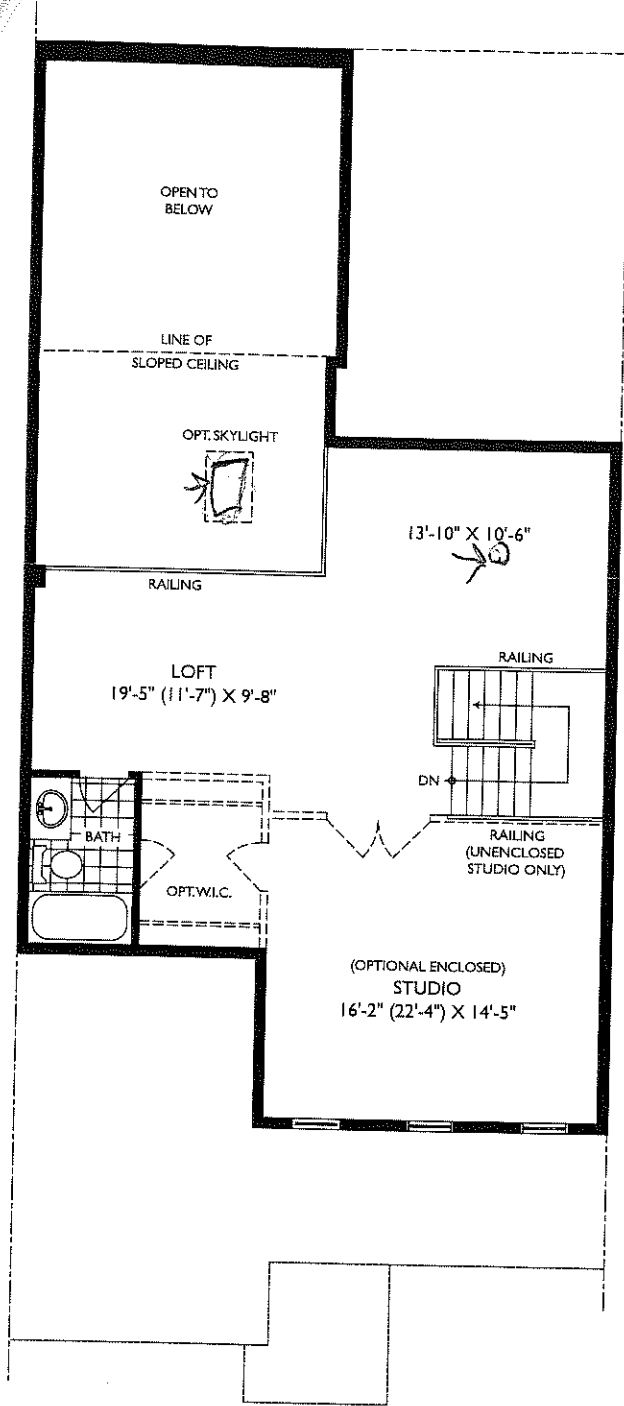 OPEN TO
BELOW
LINE OF
SLOPED CEILING
OPT. SKYLIGHT
13'-10" X 10'-6"
RAILING
LOFT
19'-5" (11'-7") X 9'-8"
RAILING
DN
BATH
RAILING
(UNENCLOSED
STUDIO ONLY)
OPT.W.I.C.
(OPTIONAL ENCLOSED)
STUDIO
16'-2" (22'-4") X 14'-5"